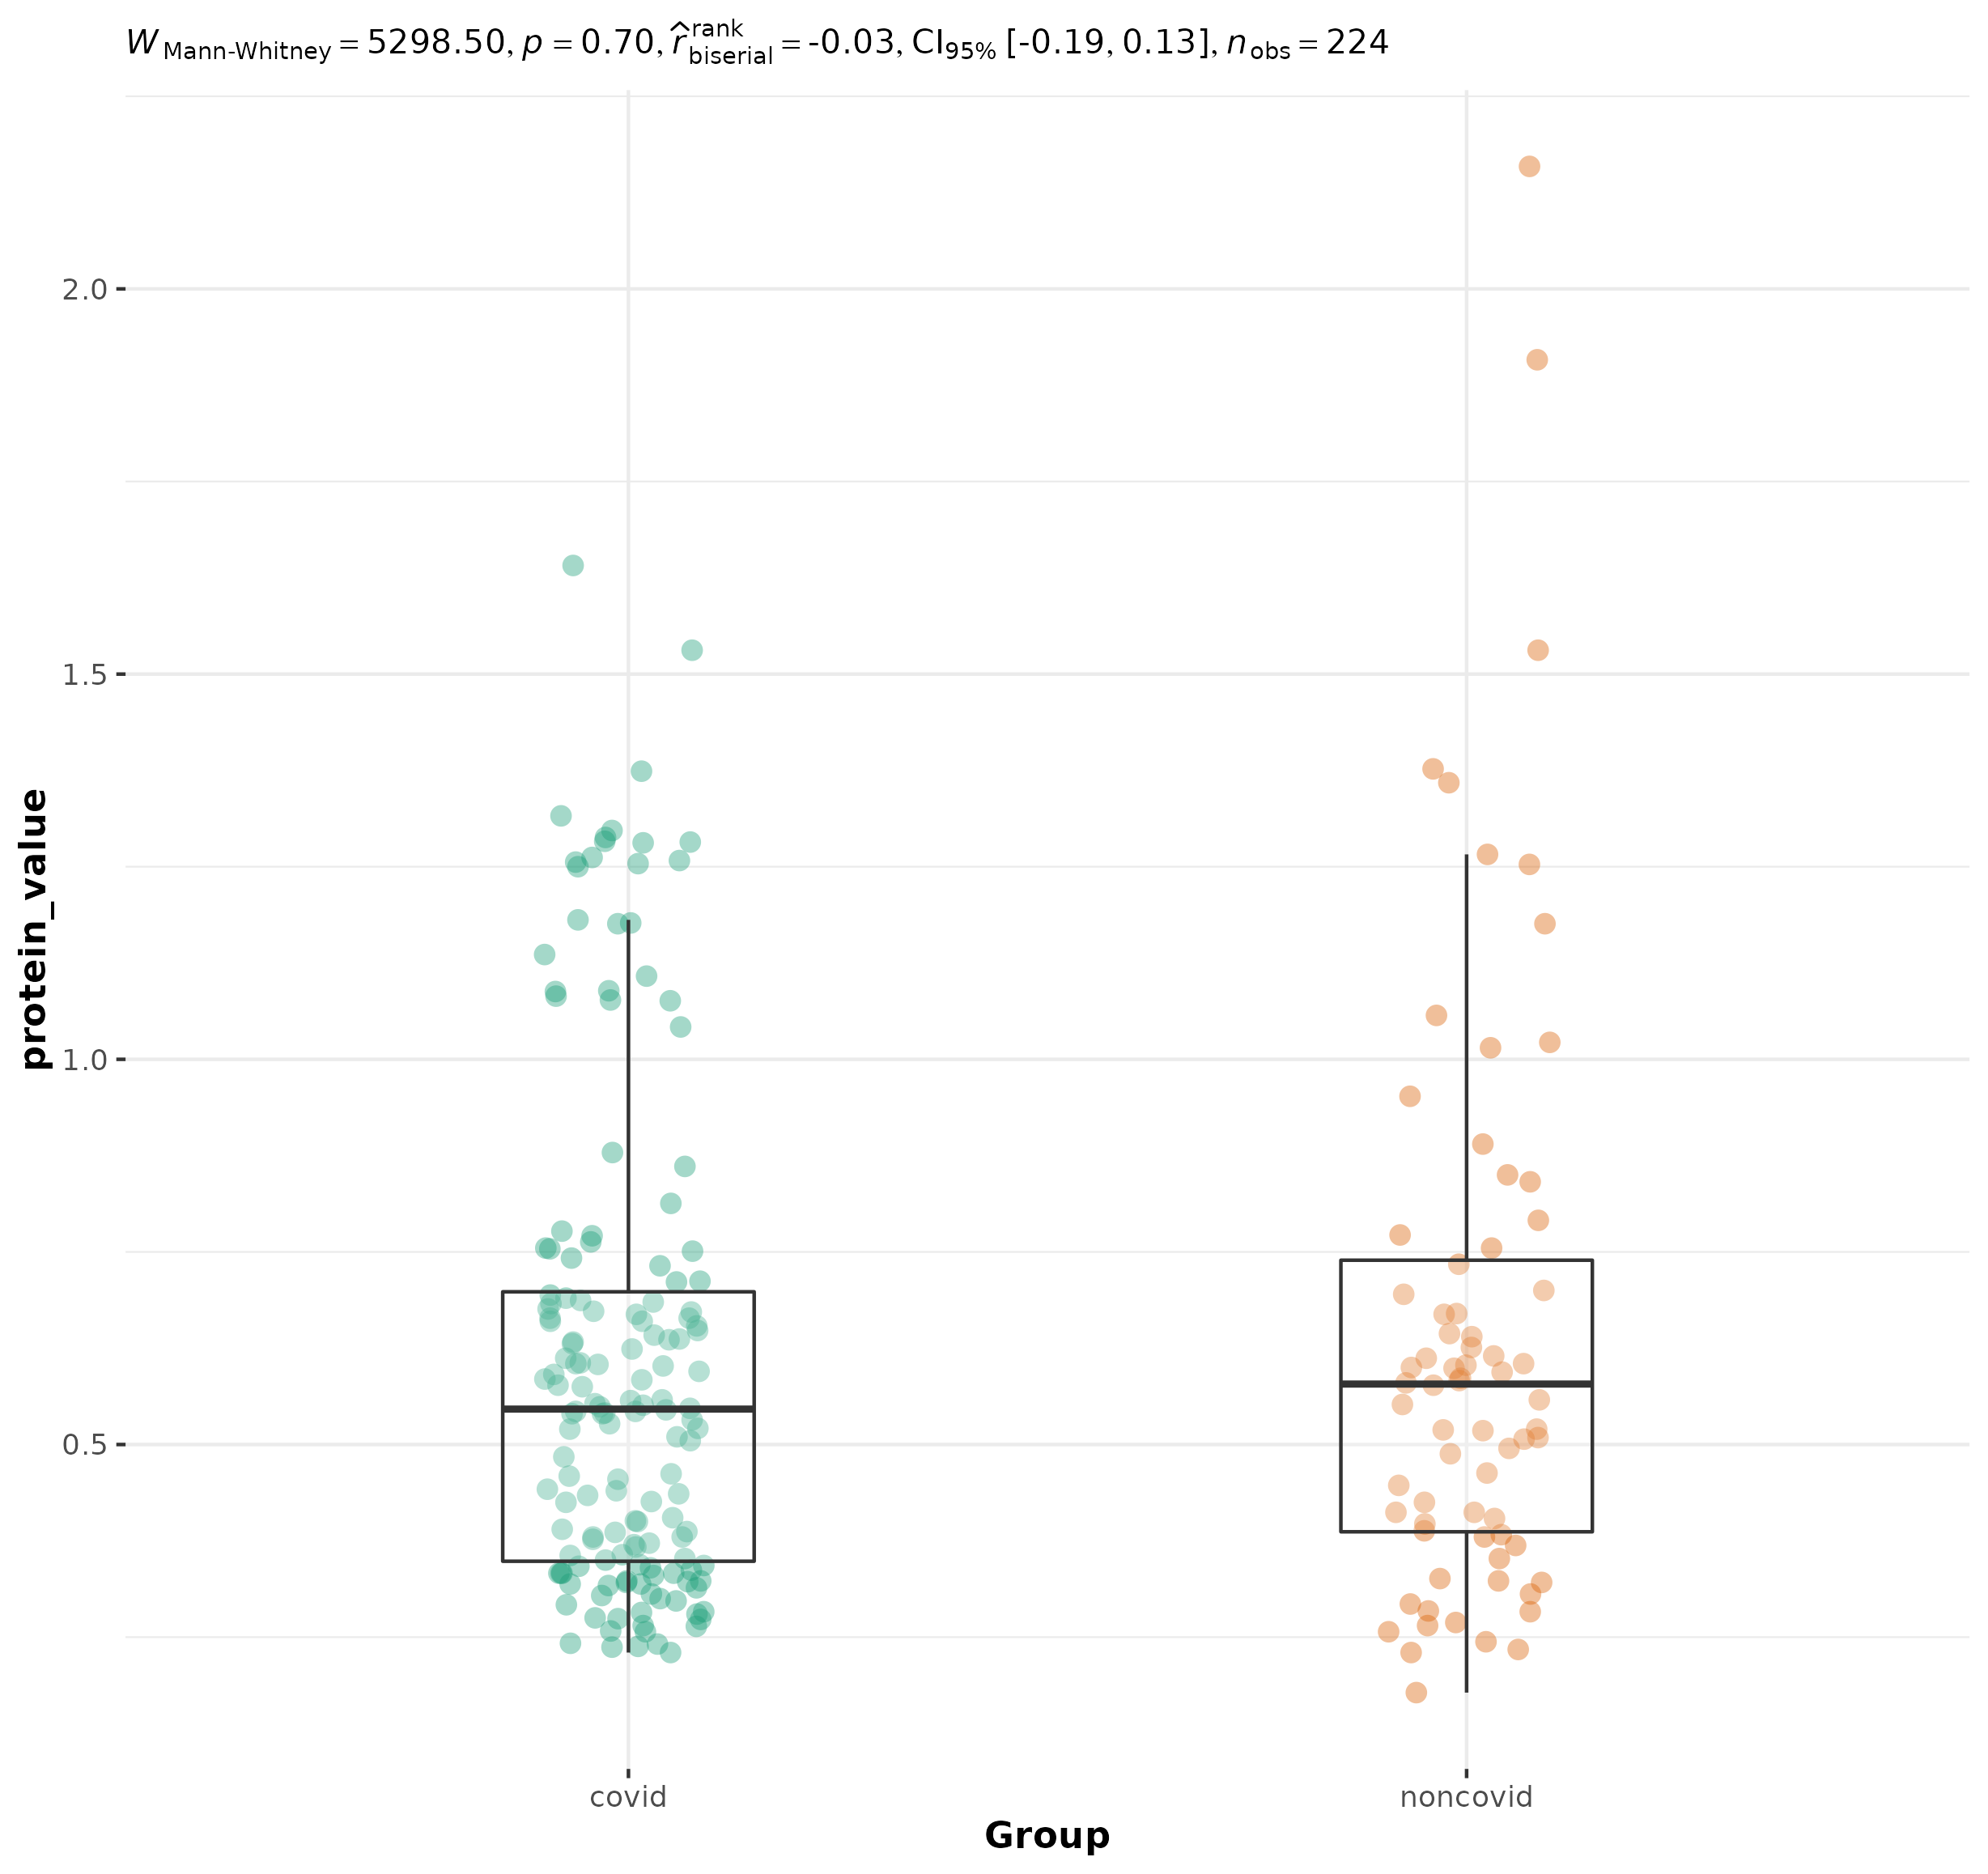 W Mann-Whitney = 5298.50, p = 0.70, r̂ rank biserial = -0.03, CI95% [-0.19, 0.13], nobs = 224
protein_value
2.0
1.5
1.0
0.5
covid noncovid
Group